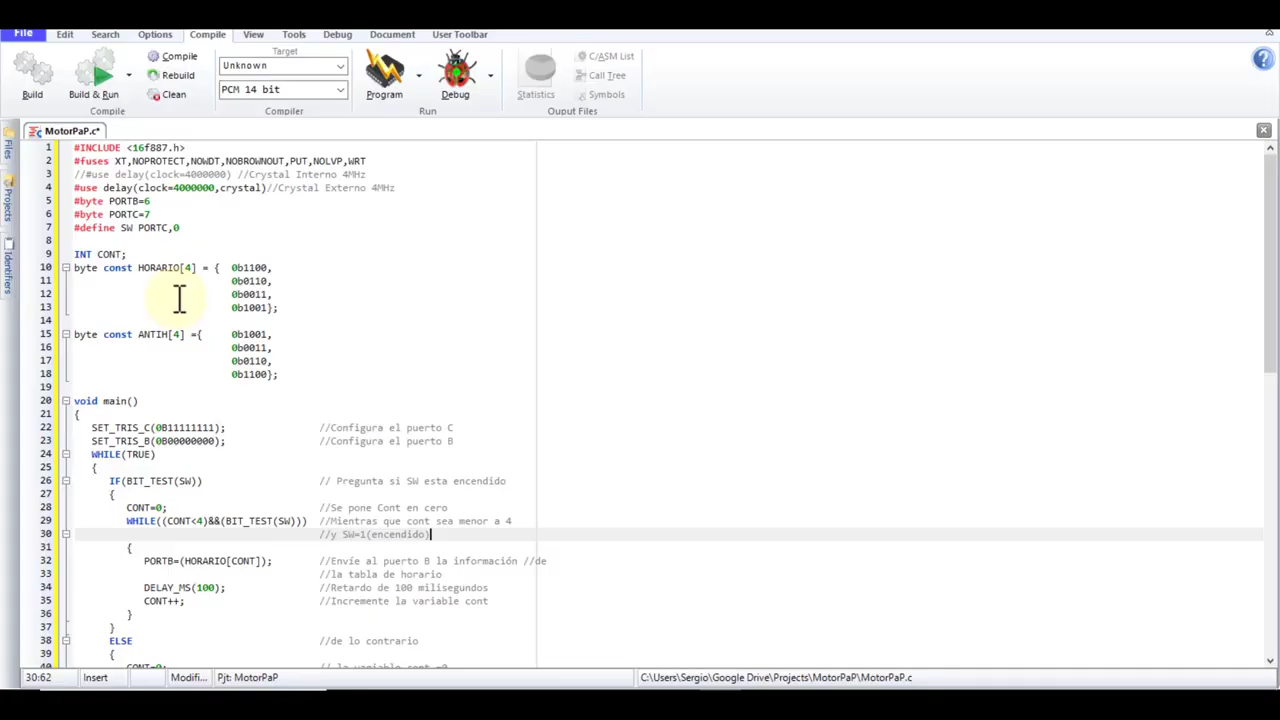 File Edit Search Options Compile View Tools Debug Document User Toolbar
Target
Compile Unknown C/ASM List
Rebuild Call Tree
Build Build & Run Clean PCM 14 bit Program Debug Statistics Symbols
Compile Compiler Run Ouput Files
MotorPaP.c*
Files
Projects
Identifiers
1 #INCLUDE <16f887.h>
2 #fuses XT,NOPROTECT,NOWDT,NOBROWNOUT,PUT,NOLVP,WRT
3 //#use delay(clock=4000000) //Crystal Interno 4MHz
4 #use delay(clock=4000000,crystal)//Crystal Externo 4MHz
5 #byte PORTB=6
6 #byte PORTC=7
7 #define SW PORTC,0
8
9 INT CONT;
10 byte const HORARIO[4] = { 0b1100,
11 0b0110,
12 0b0011,
13 0b1001};
14
15 byte const ANTIH[4] ={ 0b1001,
16 0b0011,
17 0b0110,
18 0b1100};
19
20 void main()
21 {
22 SET_TRIS_C(0B11111111); //Configura el puerto C
23 SET_TRIS_B(0B00000000); //Configura el puerto B
24 WHILE(TRUE)
25 {
26 IF(BIT_TEST(SW)) // Pregunta si SW esta encendido
27 {
28 CONT=0; //Se pone Cont en cero
29 WHILE((CONT<4)&&(BIT_TEST(SW))) //Mientras que cont sea menor a 4
30 //y SW=1(encendido)
31 {
32 PORTB=(HORARIO[CONT]); //Envíe al puerto B la información //de
33 //la tabla de horario
34 DELAY_MS(100); //Retardo de 100 milisegundos
35 CONT++; //Incremente la variable cont
36 }
37 }
38 ELSE //de lo contrario
39 {
40 CONT=0; // la variable cont =0
30:62 Insert Modifi... Pjt: MotorPaP C:\Users\Sergio\Google Drive\Projects\MotorPaP\MotorPaP.c